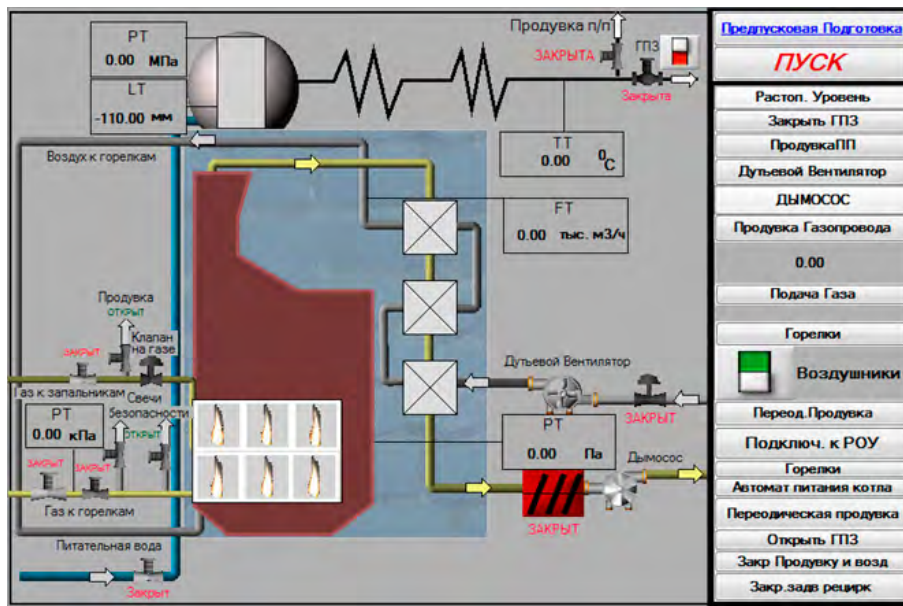 PT
0.00 МПа
LT
-110.00 мм
Воздух к горелкам
Продувка п/п
ЗАКРЫТА
ГПЗ
Закрыта
TT
0.00 0С
FT
0.00 тыс. м3/ч
Продувка
ОТКРЫТ
Клапан
на газе
ЗАКРЫТ
Газ к запальникам
Свечи
безопасности
PT
0.00 кПа
ОТКРЫТ
ЗАКРЫТ
ЗАКРЫТ
Газ к горелкам
Питательная вода
Закрыт
Дутьевой Вентилятор
ЗАКРЫТ
PT
0.00 Па
Дымосос
ЗАКРЫТ
Предпусковая Подготовка
ПУСК
Растоп. Уровень
Закрыть ГПЗ
ПродувкаПП
Дутьевой Вентилятор
ДЫМОСОС
Продувка Газопровода
0.00
Подача Газа
Горелки
Воздушники
Переод.Продувка
Подключ. к РОУ
Горелки
Автомат питания котла
Переодическая продувка
Открыть ГПЗ
Закр Продувку и возд
Закр.задв рецирк